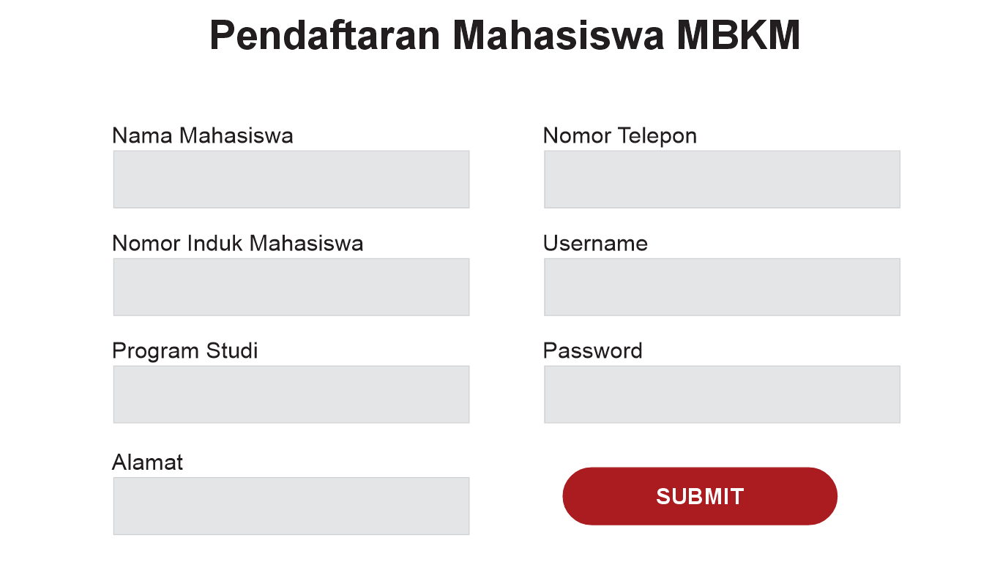 Pendaftaran Mahasiswa MBKM
Nama Mahasiswa
Nomor Induk Mahasiswa
Program Studi
Alamat
Nomor Telepon
Username
Password
SUBMIT